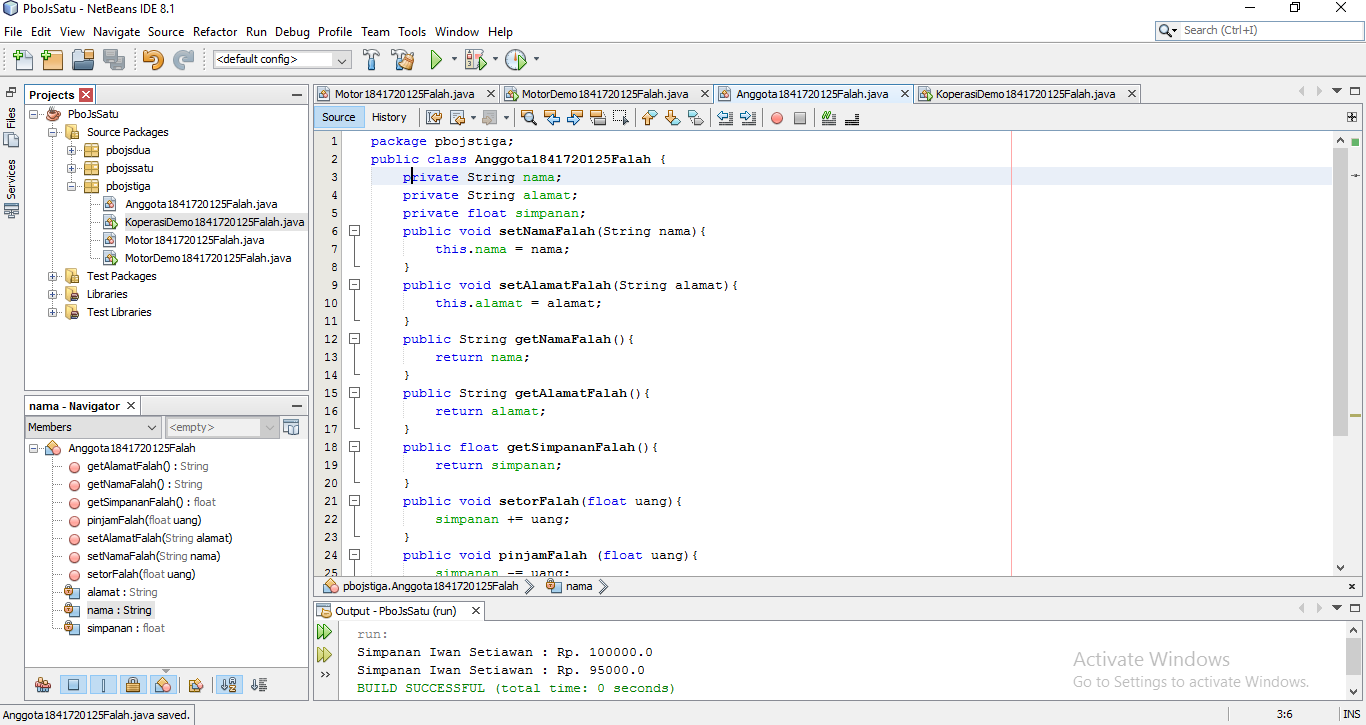 PboJsSatu - NetBeans IDE 8.1
File Edit View Navigate Source Refactor Run Debug Profile Team Tools Window Help
Search (Ctrl+I)
<default config>
Files
Services
Projects
PboJsSatu
Source Packages
pbojsdua
pbojssatu
pbojstiga
Anggota1841720125Falah.java
KoperasiDemo1841720125Falah.java
Motor1841720125Falah.java
MotorDemo1841720125Falah.java
Test Packages
Libraries
Test Libraries
nama - Navigator
Members <empty>
Anggota1841720125Falah
getAlamatFalah() : String
getNamaFalah() : String
getSimpananFalah() : float
pinjamFalah(float uang)
setAlamatFalah(String alamat)
setNamaFalah(String nama)
setorFalah(float uang)
alamat : String
nama : String
simpanan : float
Motor1841720125Falah.java MotorDemo1841720125Falah.java Anggota1841720125Falah.java KoperasiDemo1841720125Falah.java
Source History
1 package pbojstiga;
2 public class Anggota1841720125Falah {
3 private String nama;
4 private String alamat;
5 private float simpanan;
6 public void setNamaFalah(String nama){
7 this.nama = nama;
8 }
9 public void setAlamatFalah(String alamat){
10 this.alamat = alamat;
11 }
12 public String getNamaFalah(){
13 return nama;
14 }
15 public String getAlamatFalah(){
16 return alamat;
17 }
18 public float getSimpananFalah(){
19 return simpanan;
20 }
21 public void setorFalah(float uang){
22 simpanan += uang;
23 }
24 public void pinjamFalah (float uang){
25 simpanan -= uang;
pbojstiga.Anggota1841720125Falah nama
Output - PboJsSatu (run)
run:
Simpanan Iwan Setiawan : Rp. 100000.0
Simpanan Iwan Setiawan : Rp. 95000.0
BUILD SUCCESSFUL (total time: 0 seconds)
Activate Windows
Go to Settings to activate Windows.
Anggota1841720125Falah.java saved.
3:6 INS